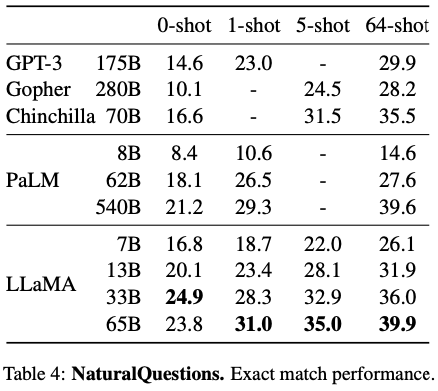 0-shot 1-shot 5-shot 64-shot
GPT-3 175B 14.6 23.0 - 29.9
Gopher 280B 10.1 - 24.5 28.2
Chinchilla 70B 16.6 - 31.5 35.5
8B 8.4 10.6 - 14.6
PaLM 62B 18.1 26.5 - 27.6
540B 21.2 29.3 - 39.6
7B 16.8 18.7 22.0 26.1
13B 20.1 23.4 28.1 31.9
LLaMA
33B 24.9 28.3 32.9 36.0
65B 23.8 31.0 35.0 39.9
Table 4: NaturalQuestions. Exact match performance.